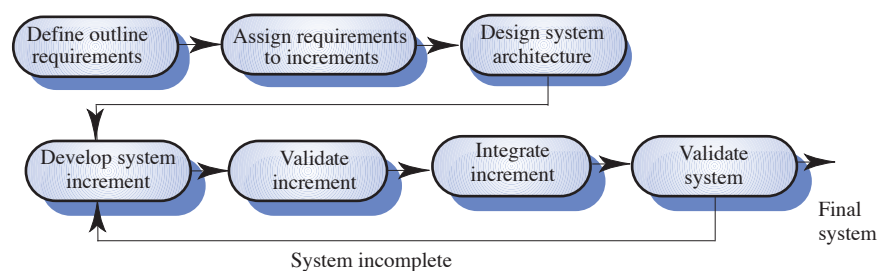 Define outline
requirements
Assign requirements
to increments
Design system
architecture
Develop system
increment
Validate
increment
Integrate
increment
Validate
system
Final
system
System incomplete